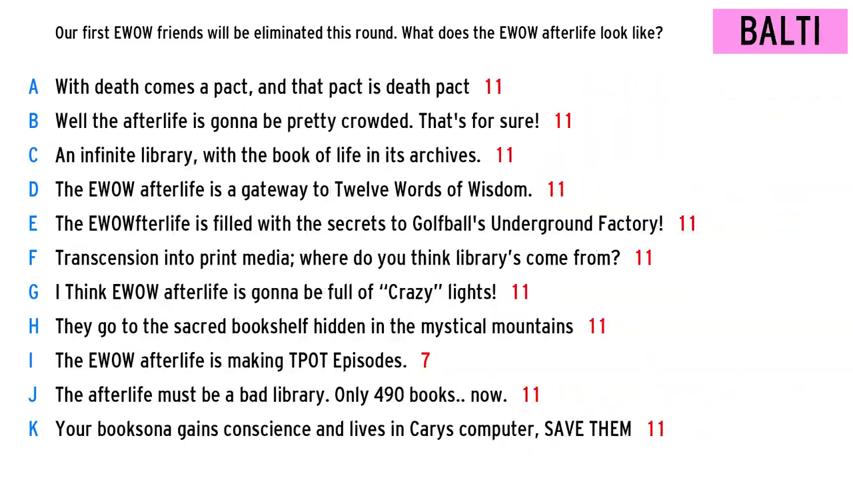 Our first EWOW friends will be eliminated this round. What does the EWOW afterlife look like?
BALTI
A With death comes a pact, and that pact is death pact 11
B Well the afterlife is gonna be pretty crowded. That's for sure! 11
C An infinite library, with the book of life in its archives. 11
D The EWOW afterlife is a gateway to Twelve Words of Wisdom. 11
E The EWOWfterlife is filled with the secrets to Golfball's Underground Factory! 11
F Transcension into print media; where do you think library’s come from? 11
G I Think EWOW afterlife is gonna be full of “Crazy” lights! 11
H They go to the sacred bookshelf hidden in the mystical mountains 11
I The EWOW afterlife is making TPOT Episodes. 7
J The afterlife must be a bad library. Only 490 books.. now. 11
K Your booksona gains conscience and lives in Carys computer, SAVE THEM 11